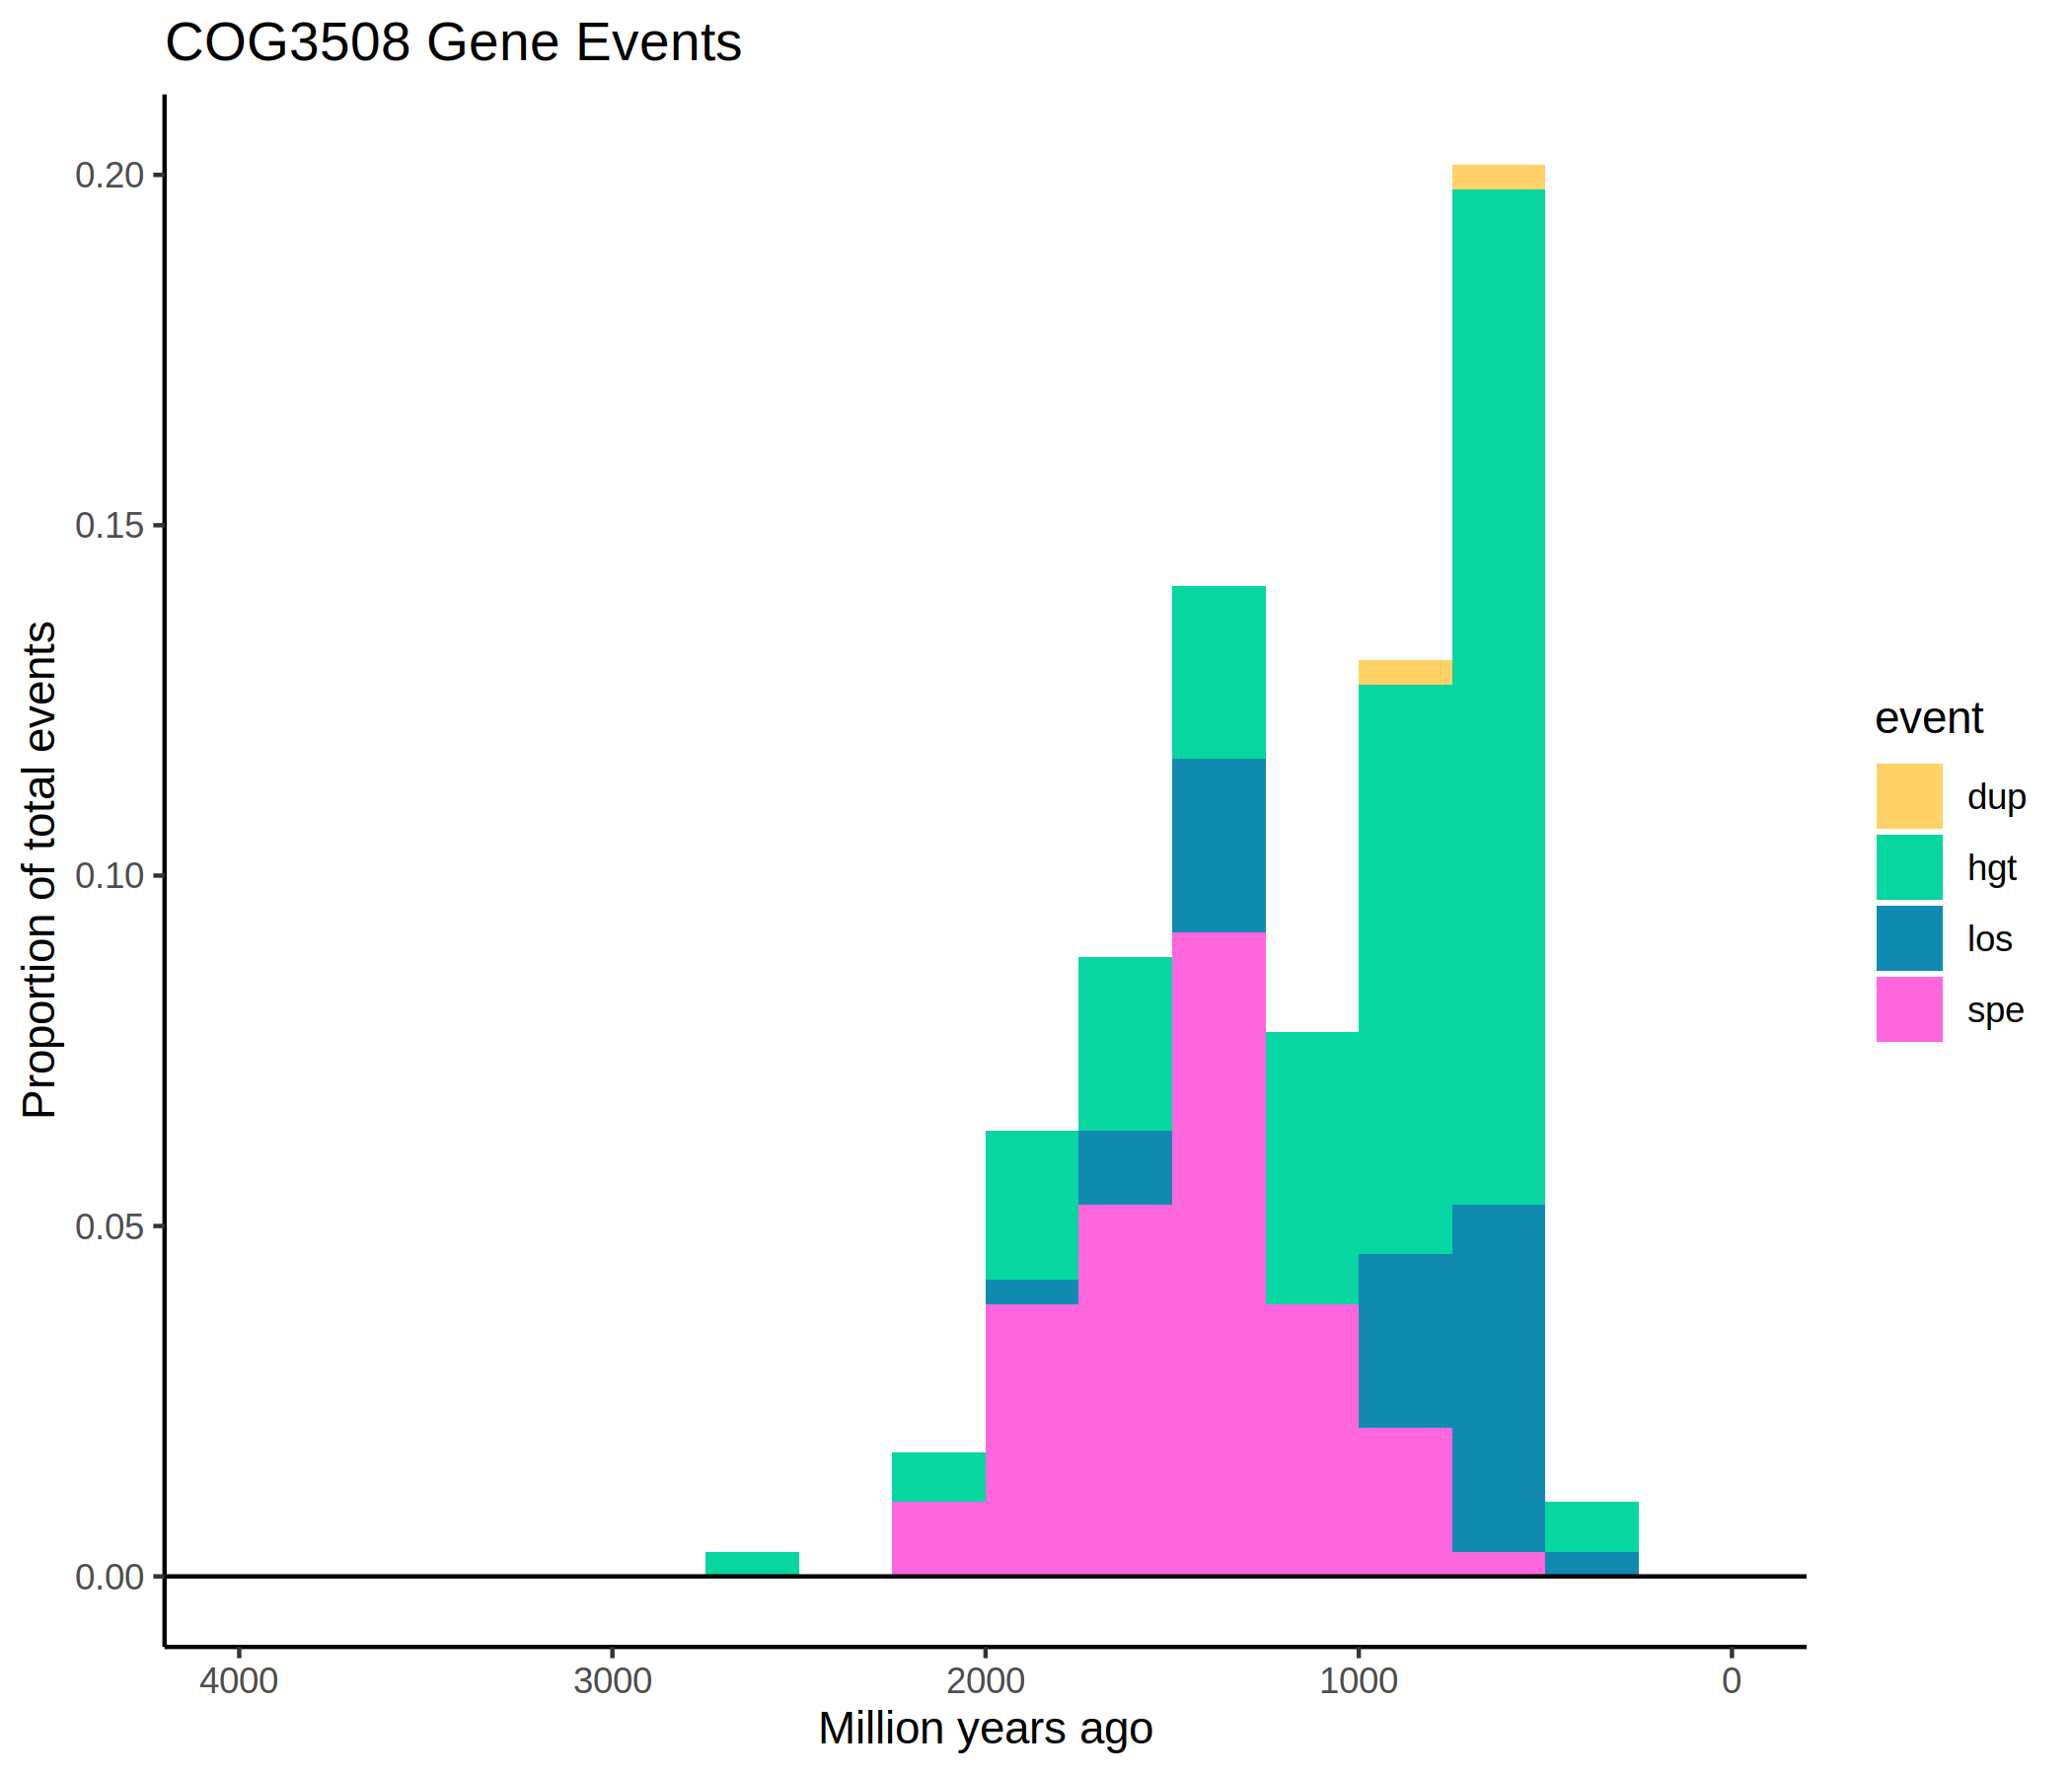 COG3508 Gene Events
Proportion of total events
0.20
0.15
0.10
0.05
0.00
4000 3000 2000 1000 0
Million years ago
event
dup
hgt
los
spe